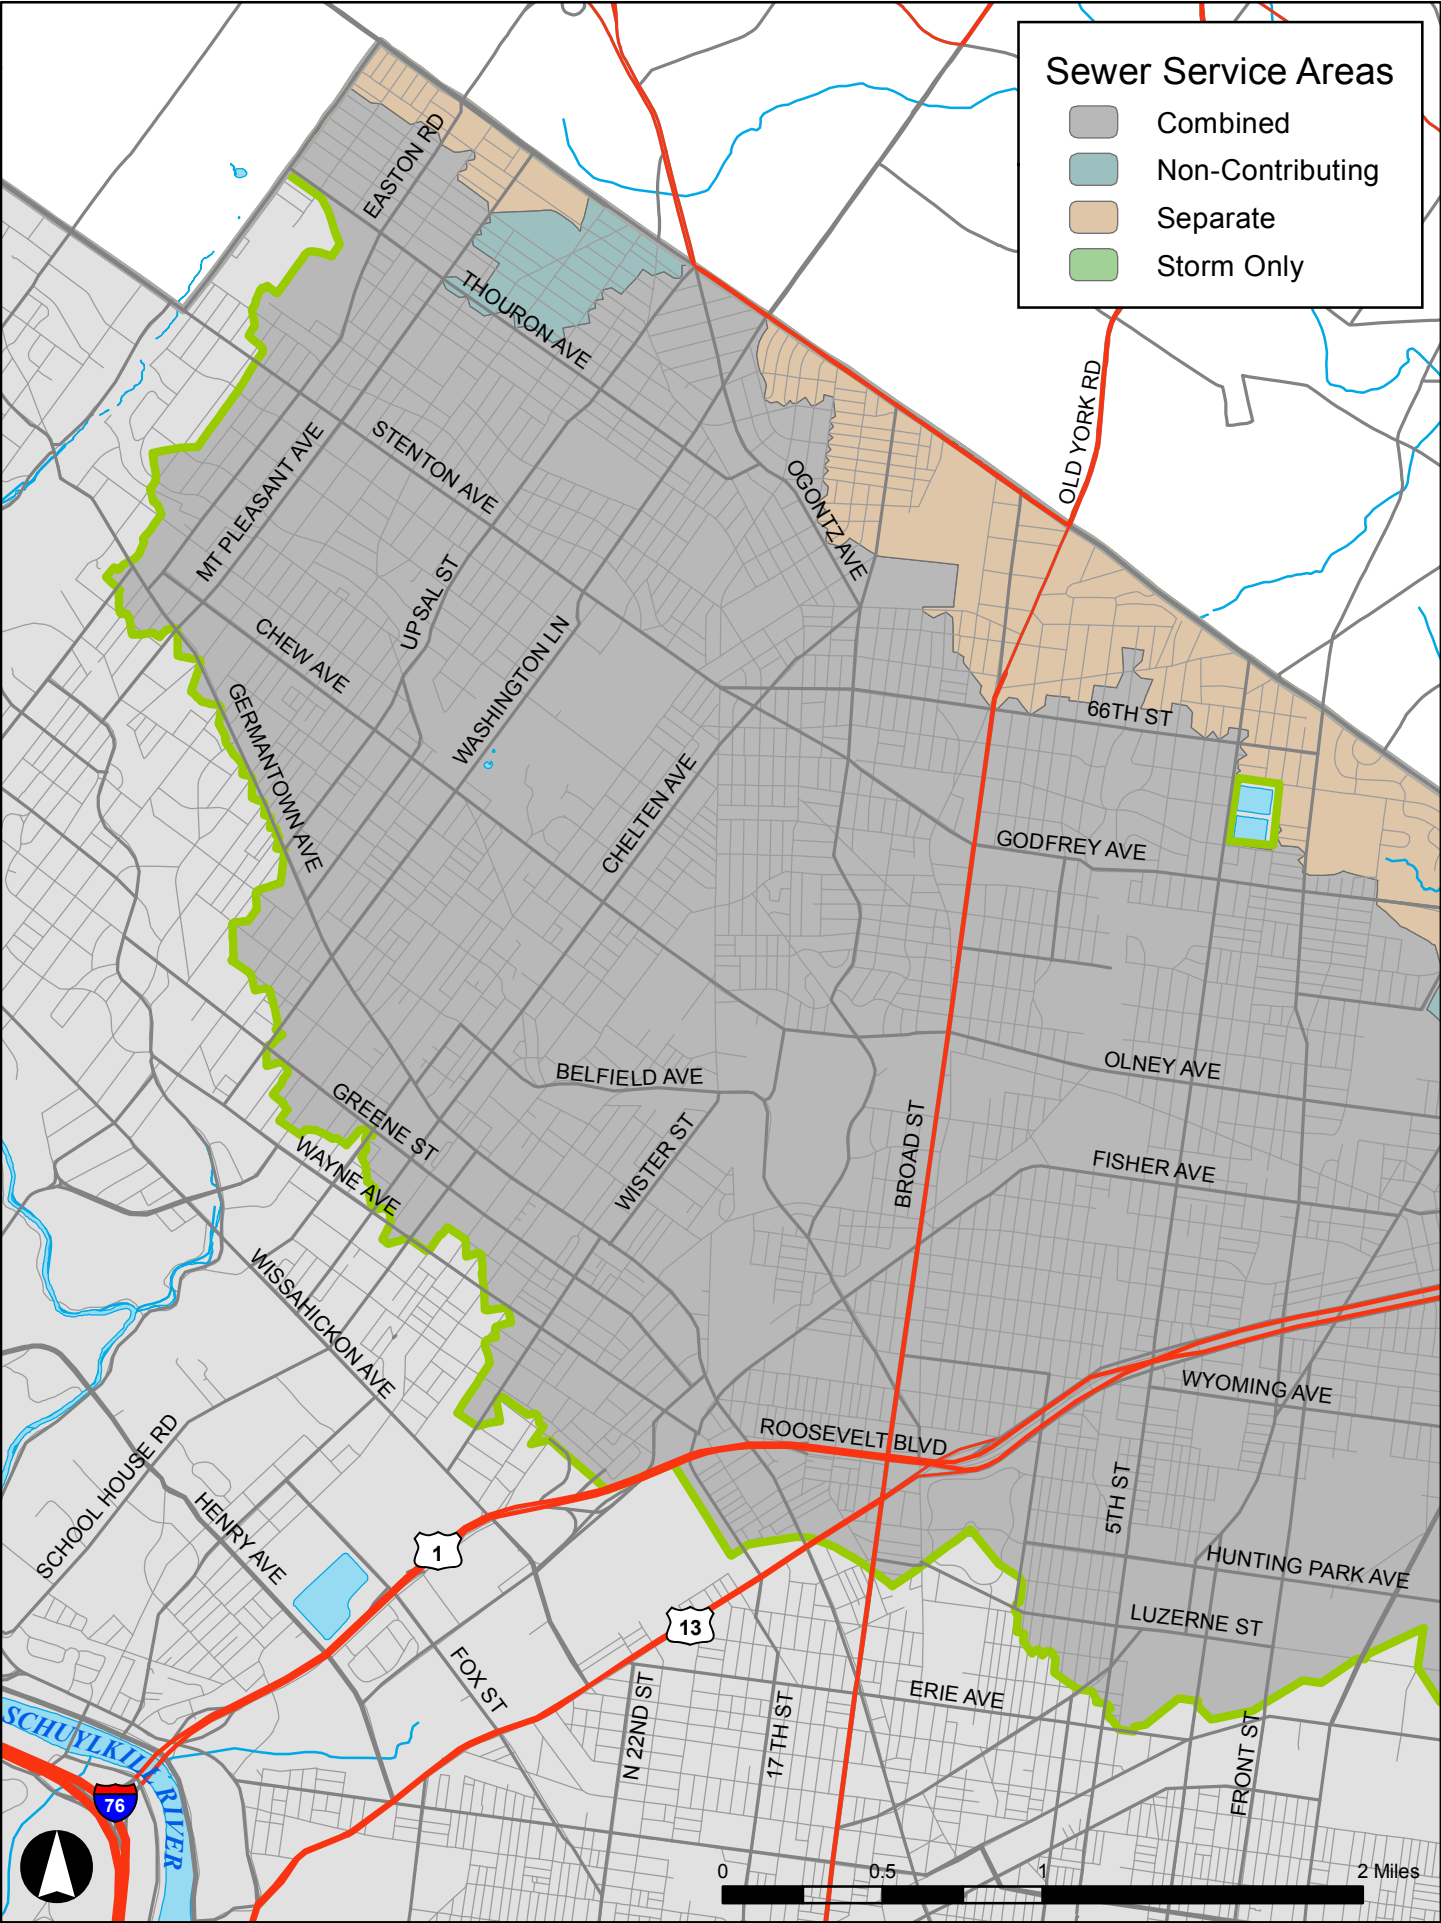 Sewer Service Areas
Combined
Non-Contributing
Separate
Storm Only
EASTON RD
THOURON AVE
OLD YORK RD
STENTON AVE
MT PLEASANT AVE
OGONTZ AVE
UPSAL ST
CHEW AVE
WASHINGTON LN
66TH ST
GERMANTOWN AVE
CHELTEN AVE
GODFREY AVE
BELFIELD AVE
OLNEY AVE
GREENE ST
WISTER ST
BROAD ST
FISHER AVE
WAYNE AVE
WISSAHICKON AVE
WYOMING AVE
ROOSEVELT BLVD
SCHOOL HOUSE RD
5TH ST
HENRY AVE
1
HUNTING PARK AVE
13
LUZERNE ST
FOX ST
ERIE AVE
N 22ND ST
17 TH ST
FRONT ST
SCHUYLKILL RIVER
76
0 0.5 1 2 Miles